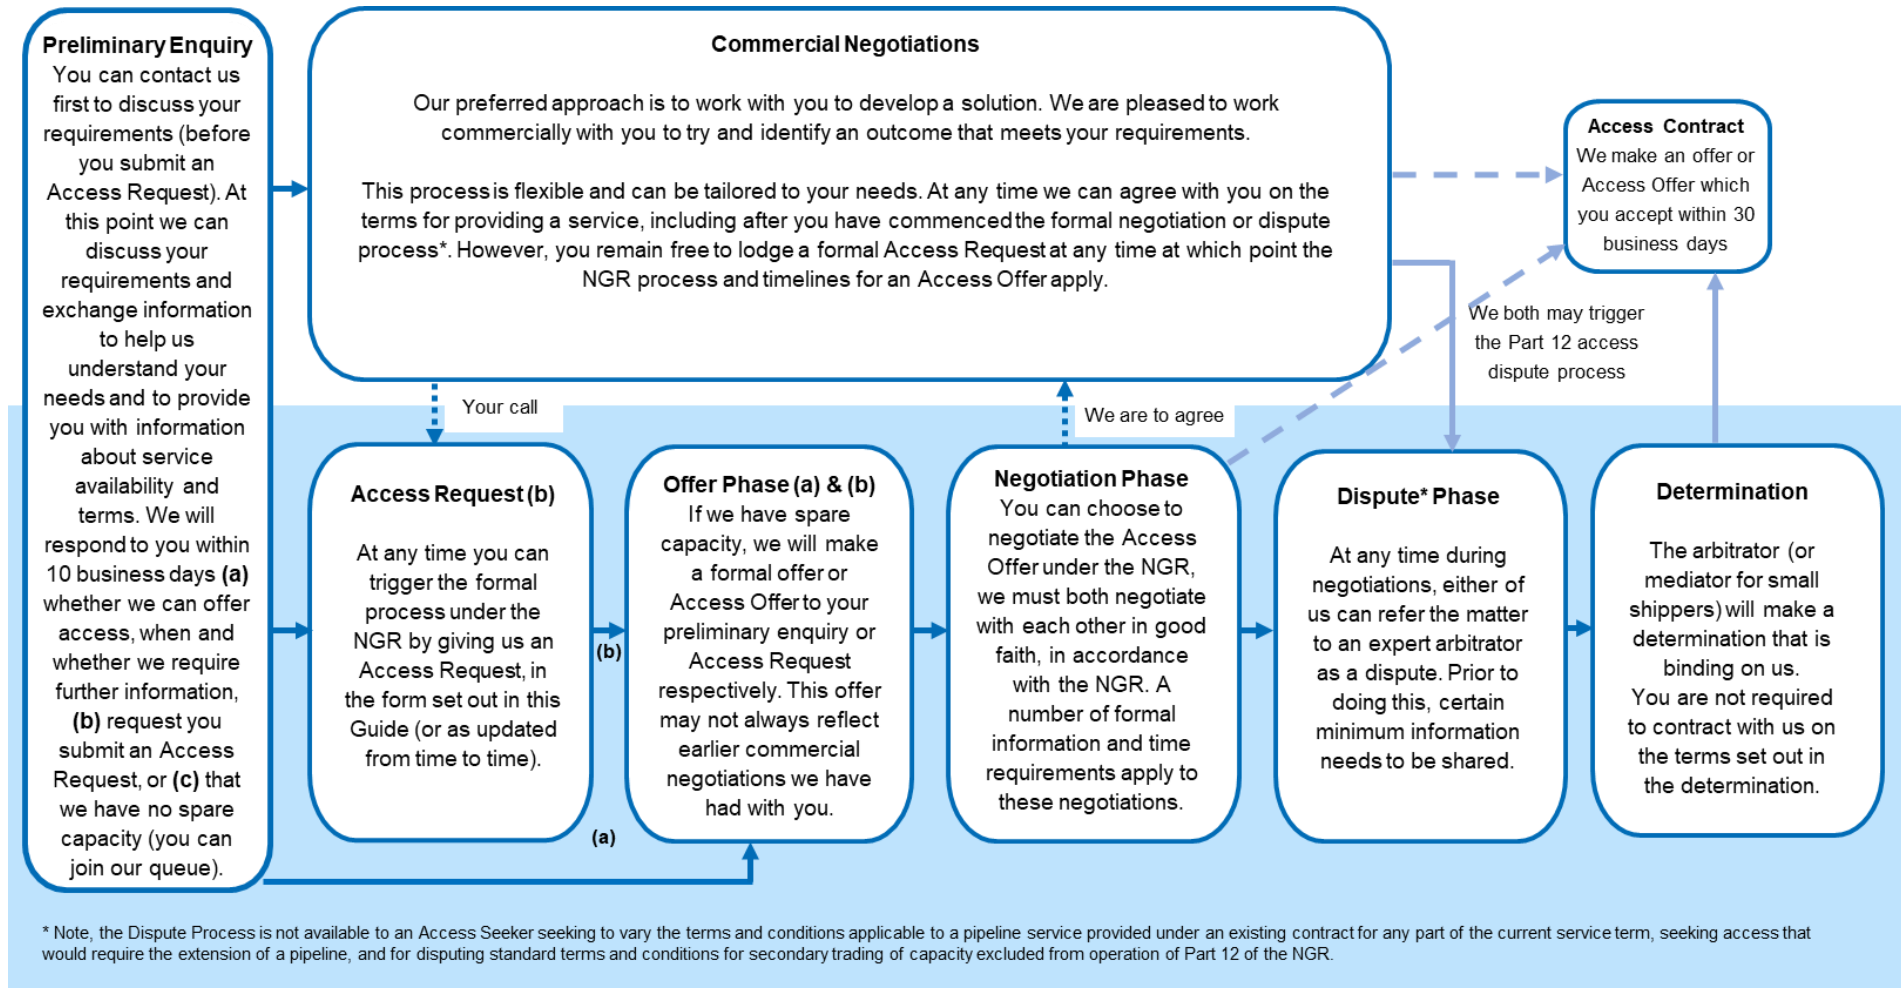 Preliminary Enquiry
You can contact us
first to discuss your
requirements (before
you submit an
Access Request). At
this point we can
discuss your
requirements and
exchange information
to help us
understand your
needs and to provide
you with information
about service
availability and
terms. We will
respond to you within
10 business days (a)
whether we can offer
access, when and
whether we require
further information,
(b) request you
submit an Access
Request, or (c) that
we have no spare
capacity (you can
join our queue).
Commercial Negotiations
Our preferred approach is to work with you to develop a solution. We are pleased to work
commercially with you to try and identify an outcome that meets your requirements.
This process is flexible and can be tailored to your needs. At any time we can agree with you on the
terms for providing a service, including after you have commenced the formal negotiation or dispute
process*. However, you remain free to lodge a formal Access Request at any time at which point the
NGR process and timelines for an Access Offer apply.
Access Contract
We make an offer or
Access Offer which
you accept within 30
business days
We both may trigger
the Part 12 access
dispute process
Your call
We are to agree
Access Request (b)
At any time you can
trigger the formal
process under the
NGR by giving us an
Access Request, in
the form set out in this
Guide (or as updated
from time to time).
(b)
(a)
Offer Phase (a) & (b)
If we have spare
capacity, we will make
a formal offer or
Access Offer to your
preliminary enquiry or
Access Request
respectively. This offer
may not always reflect
earlier commercial
negotiations we have
had with you.
Negotiation Phase
You can choose to
negotiate the Access
Offer under the NGR,
we must both negotiate
with each other in good
faith, in accordance
with the NGR. A
number of formal
information and time
requirements apply to
these negotiations.
Dispute* Phase
At any time during
negotiations, either of
us can refer the matter
to an expert arbitrator
as a dispute. Prior to
doing this, certain
minimum information
needs to be shared.
Determination
The arbitrator (or
mediator for small
shippers) will make a
determination that is
binding on us.
You are not required
to contract with us on
the terms set out in
the determination.
* Note, the Dispute Process is not available to an Access Seeker seeking to vary the terms and conditions applicable to a pipeline service provided under an existing contract for any part of the current service term, seeking access that
would require the extension of a pipeline, and for disputing standard terms and conditions for secondary trading of capacity excluded from operation of Part 12 of the NGR.